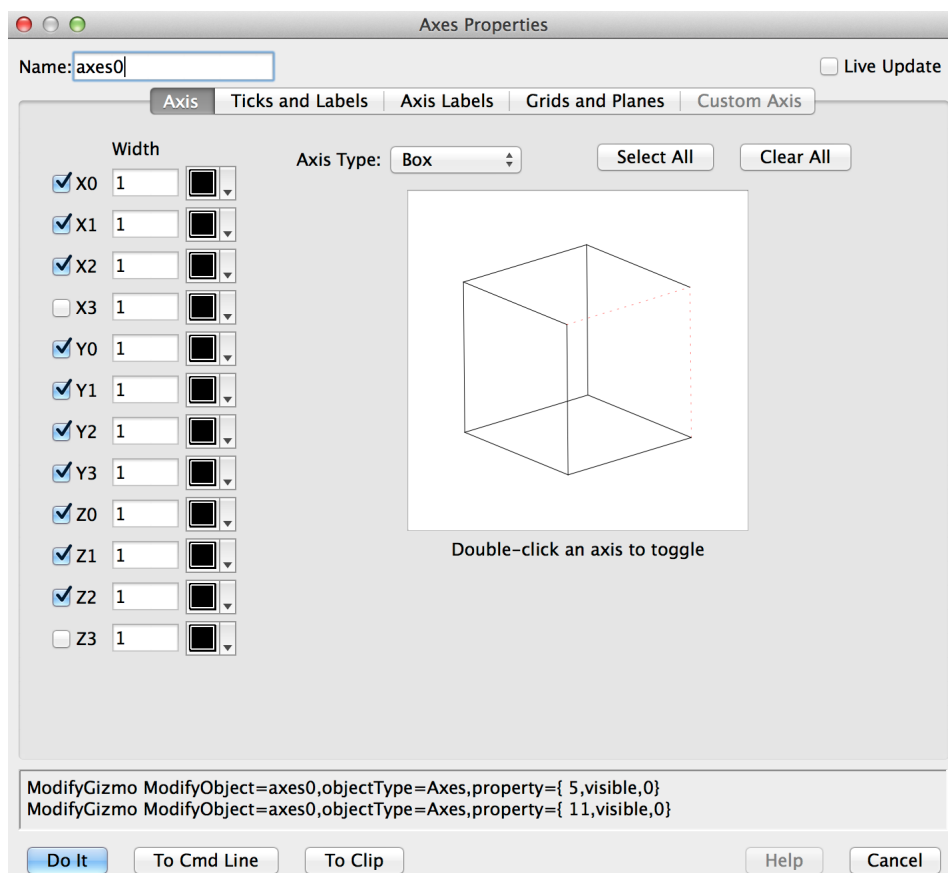 Axes Properties
Name: axes0
Live Update
Axis Ticks and Labels Axis Labels Grids and Planes Custom Axis
Width
Axis Type: Box Select All Clear All
X0 1
X1 1
X2 1
X3 1
Y0 1
Y1 1
Y2 1
Y3 1
Z0 1
Z1 1
Z2 1
Z3 1
Double-click an axis to toggle
ModifyGizmo ModifyObject=axes0,objectType=Axes,property={ 5,visible,0}
ModifyGizmo ModifyObject=axes0,objectType=Axes,property={ 11,visible,0}
Do It To Cmd Line To Clip Help Cancel